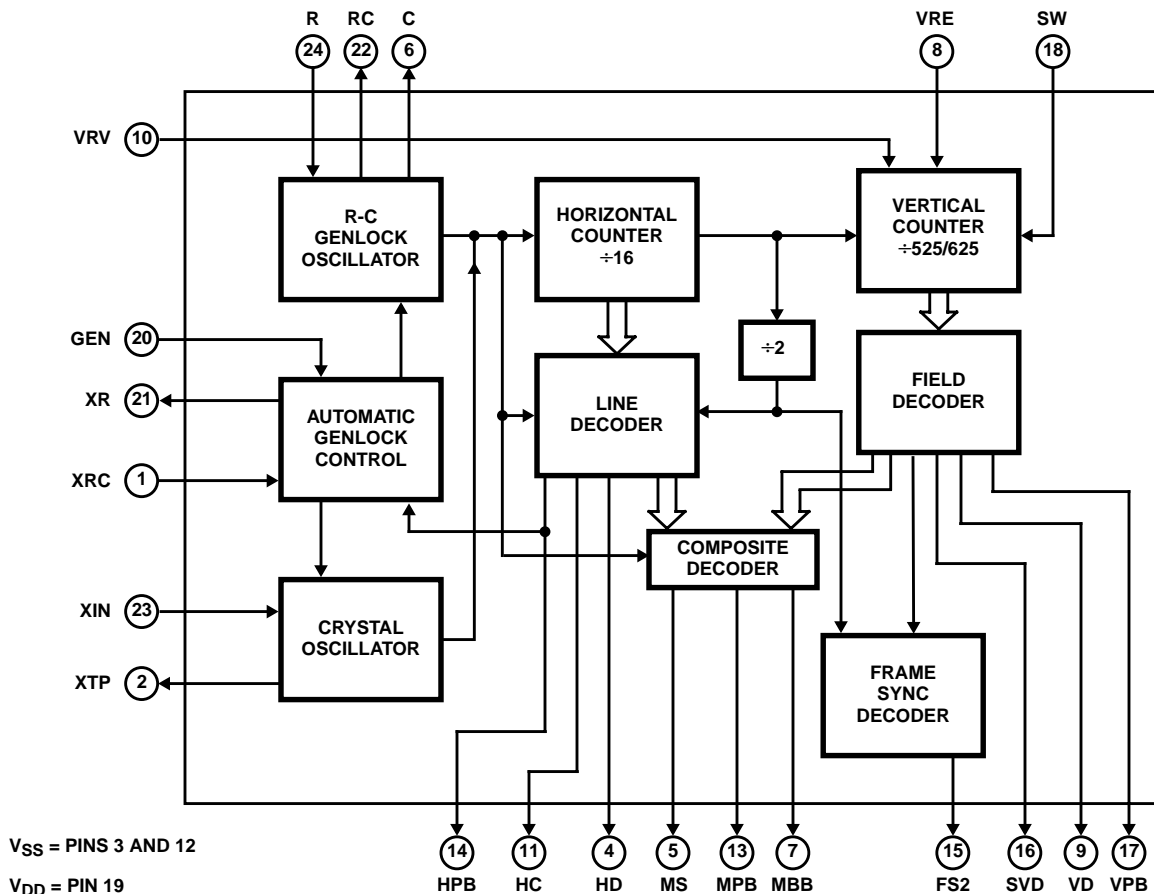 R RC C VRE SW
24 22 6 8 18
VRV 10
R-C
GENLOCK
OSCILLATOR
HORIZONTAL
COUNTER
÷16
VERTICAL
COUNTER
÷525/625
GEN 20
÷2
XR 21
AUTOMATIC
GENLOCK
CONTROL
LINE
DECODER
FIELD
DECODER
XRC 1
COMPOSITE
DECODER
XIN 23
CRYSTAL
OSCILLATOR
XTP 2
FRAME
SYNC
DECODER
VSS = PINS 3 AND 12
VDD = PIN 19
14 11 4 5 13 7 15 16 9 17
HPB HC HD MS MPB MBB FS2 SVD VD VPB